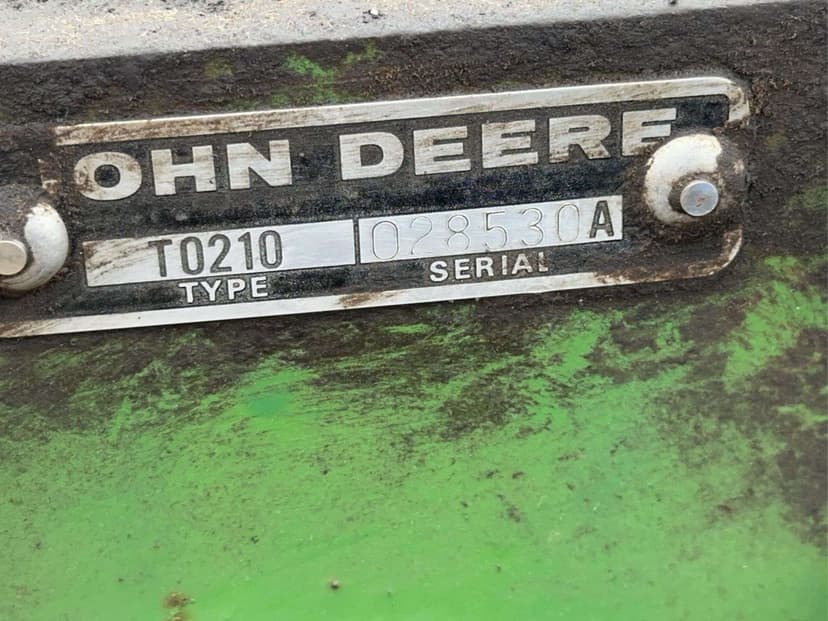 OHN DEERE
T0210 028530A
TYPE SERIAL